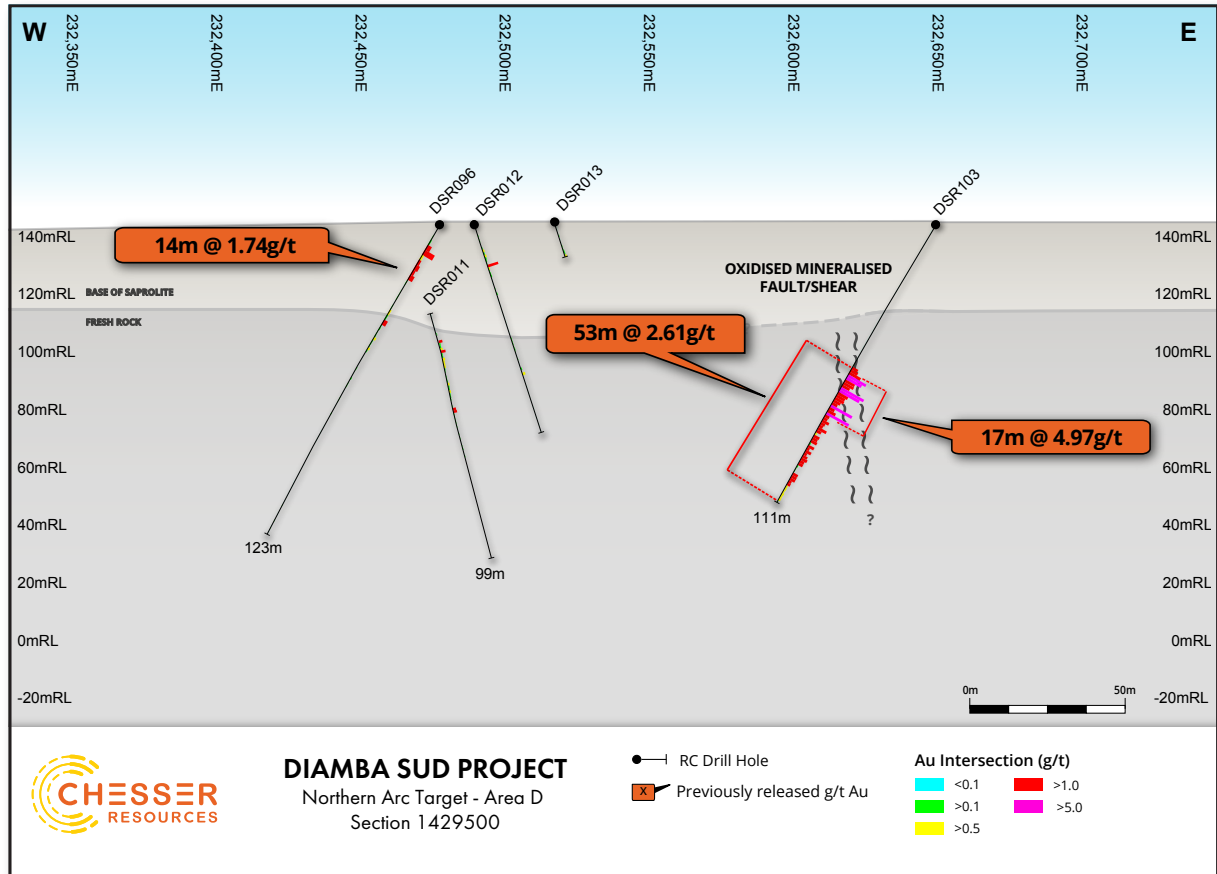 W
E
232,350mE
232,400mE
232,450mE
232,500mE
232,550mE
232,600mE
232,650mE
232,700mE
DSR096
DSR012
DSR013
DSR103
DSR011
140mRL
140mRL
14m @ 1.74g/t
OXIDISED MINERALISED
FAULT/SHEAR
120mRL
BASE OF SAPROLITE
120mRL
FRESH ROCK
53m @ 2.61g/t
100mRL
100mRL
80mRL
80mRL
17m @ 4.97g/t
60mRL
60mRL
111m
?
40mRL
40mRL
123m
99m
20mRL
20mRL
0mRL
0mRL
-20mRL
-20mRL
0m
50m
CHESSER
RESOURCES
DIAMBA SUD PROJECT
Northern Arc Target - Area D
Section 1429500
RC Drill Hole
X
Previously released g/t Au
Au Intersection (g/t)
<0.1
>0.1
>0.5
>1.0
>5.0